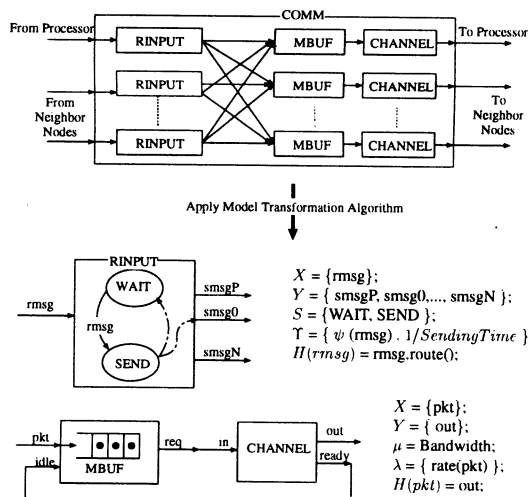 COMM
From Processor
RINPUT
MBUF
CHANNEL
To Processor
From
Neighbor
Nodes
RINPUT
MBUF
CHANNEL
To
Neighbor
Nodes
RINPUT
MBUF
CHANNEL
Apply Model Transformation Algorithm
RINPUT
WAIT
rmsg
rmsg
SEND
smsgP
smsg0
smsgN
X = {rmsg};
Y = { smsgP, smsg0,..., smsgN };
S = {WAIT, SEND };
ϒ = { ψ (rmsg) . 1/SendingTime }
H(rmsg) = rmsg.route();
pkt
idle
MBUF
req
in
CHANNEL
out
ready
X = {pkt};
Y = { out};
μ = Bandwidth;
λ = { rate(pkt) };
H(pkt) = out;